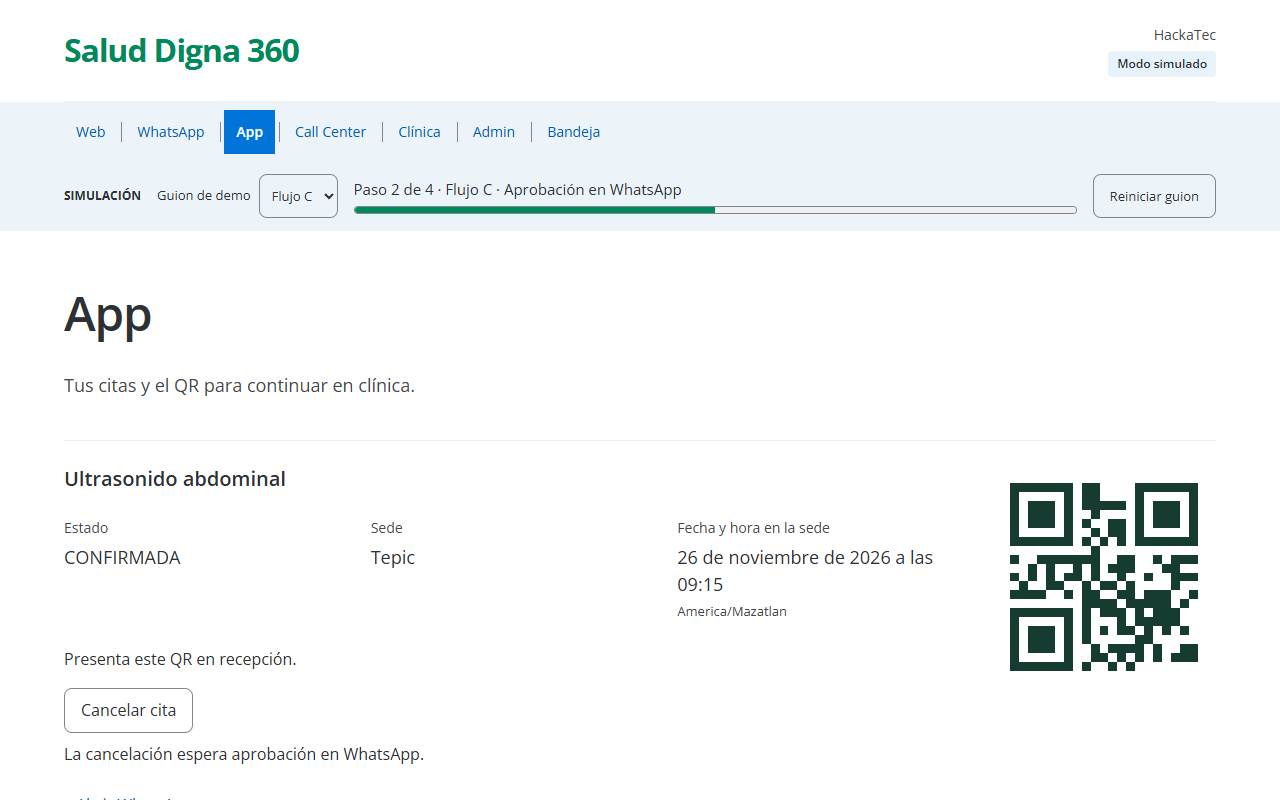 Salud Digna 360
HackaTec
Modo simulado
Web
WhatsApp
App
Call Center
Clínica
Admin
Bandeja
SIMULACIÓN
Guion de demo
Flujo C
Paso 2 de 4 · Flujo C · Aprobación en WhatsApp
Reiniciar guion
App
Tus citas y el QR para continuar en clínica.
Ultrasonido abdominal
Estado
CONFIRMADA
Sede
Tepic
Fecha y hora en la sede
26 de noviembre de 2026 a las
09:15
America/Mazatlan
Presenta este QR en recepción.
Cancelar cita
La cancelación espera aprobación en WhatsApp.